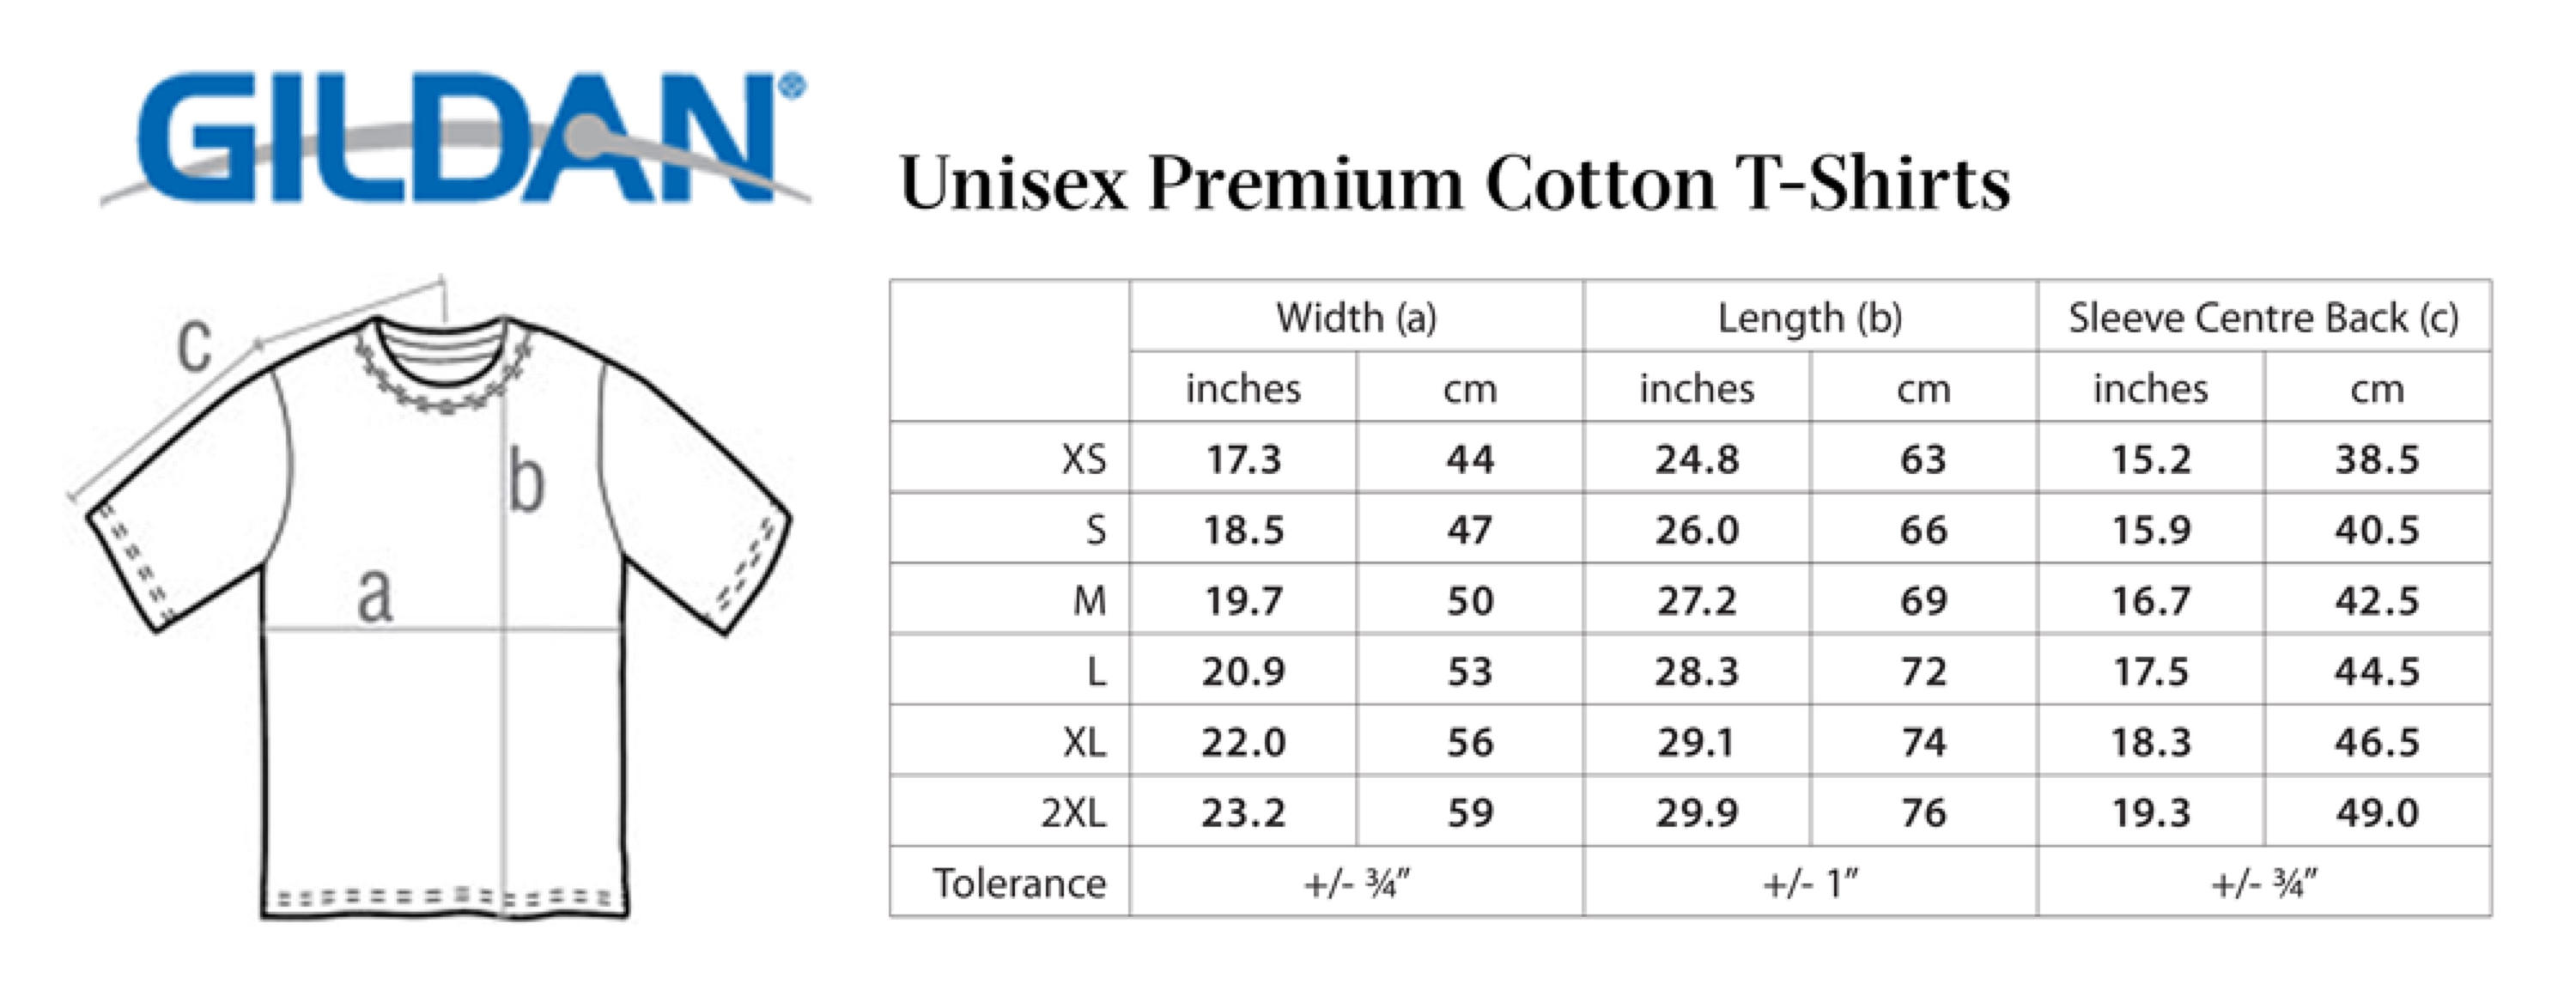 GILDAN®
Unisex Premium Cotton T-Shirts
c
b
a
Width (a) Length (b) Sleeve Centre Back (c)
inches cm inches cm inches cm
XS 17.3 44 24.8 63 15.2 38.5
S 18.5 47 26.0 66 15.9 40.5
M 19.7 50 27.2 69 16.7 42.5
L 20.9 53 28.3 72 17.5 44.5
XL 22.0 56 29.1 74 18.3 46.5
2XL 23.2 59 29.9 76 19.3 49.0
Tolerance +/- ¾" +/- 1" +/- ¾"